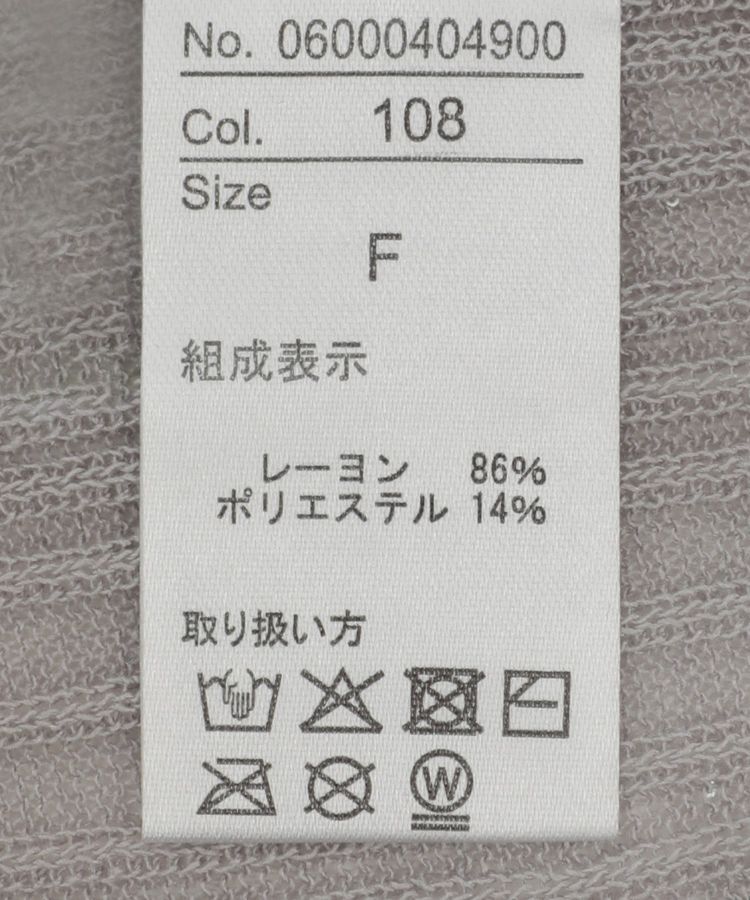 No. 06000404900
Col. 108
Size
F
組成表示
レーヨン 86%
ポリエステル 14%
取り扱い方
W